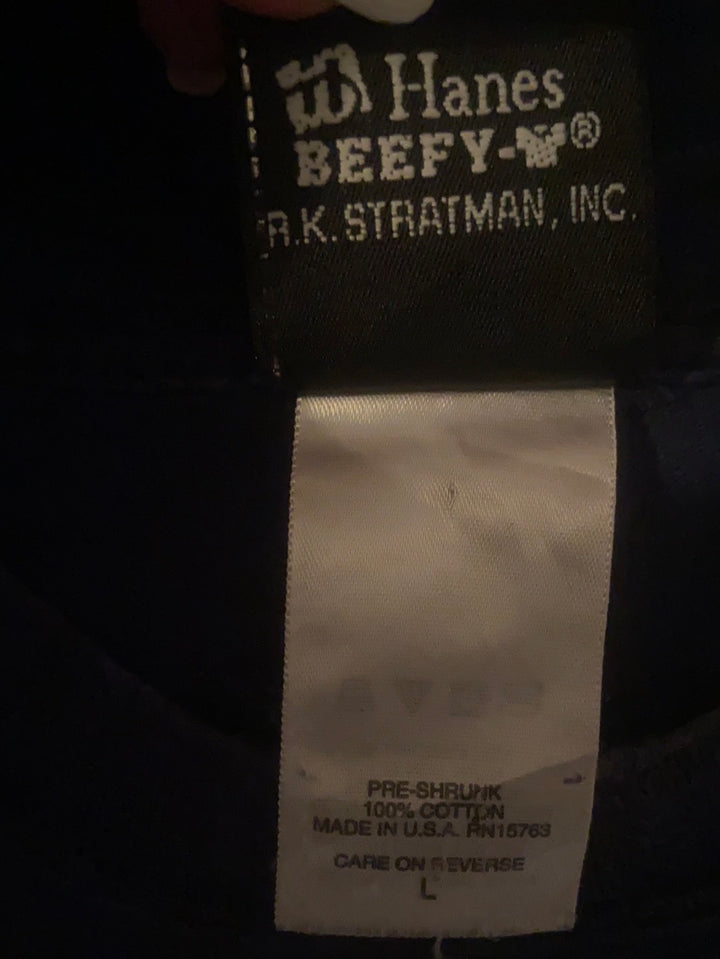 Hanes
BEEFY-T®
R.K. STRATMAN, INC.
PRE-SHRUNK
100% COTTON
MADE IN U.S.A. RN15763
CARE ON REVERSE
L